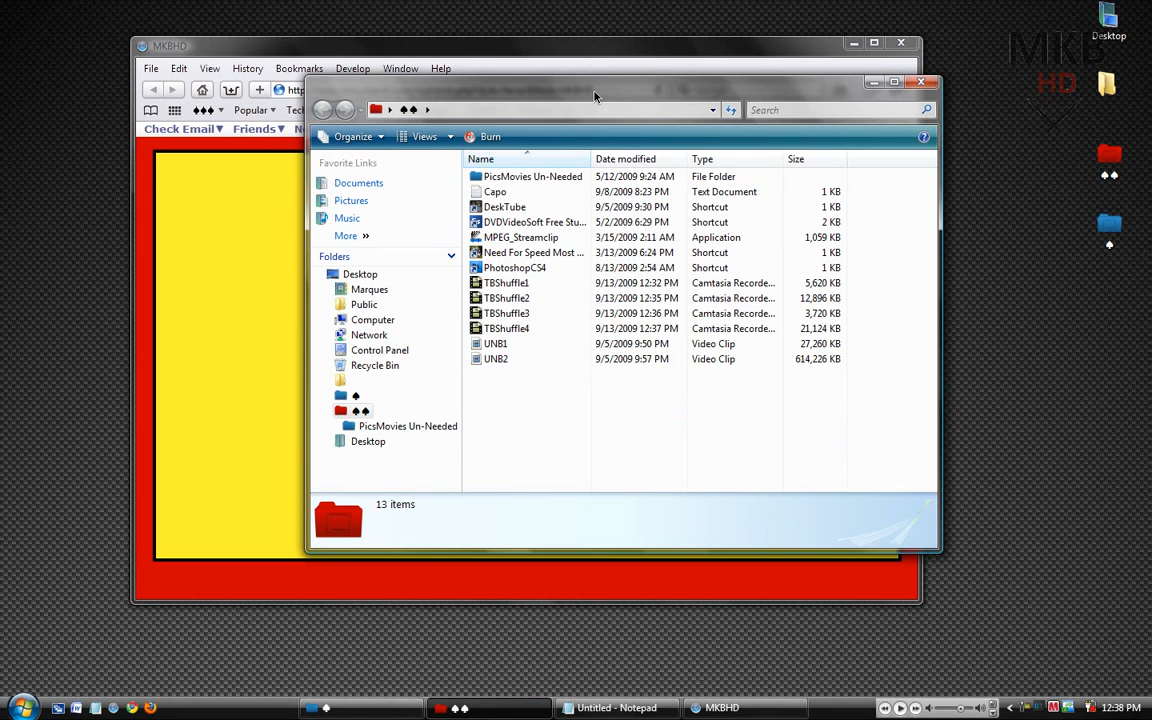 MKBHD
Desktop
MKB
HD
File Edit View History Bookmarks Develop Window Help
♠♠
Search
♠♠♠ Popular
Organize Views Burn
Check Email Friends
Favorite Links
Name Date modified Type Size
Documents
Pictures
Music
More »
Folders
Desktop
Marques
Public
Computer
Network
Control Panel
Recycle Bin
♠
♠♠
PicsMovies Un-Needed
Desktop
PicsMovies Un-Needed 5/12/2009 9:24 AM File Folder
Capo 9/8/2009 8:23 PM Text Document 1 KB
DeskTube 9/5/2009 9:30 PM Shortcut 1 KB
DVDVideoSoft Free Stu... 5/2/2009 6:29 PM Shortcut 2 KB
MPEG_Streamclip 3/15/2009 2:11 AM Application 1,059 KB
Need For Speed Most ... 3/13/2009 6:24 PM Shortcut 1 KB
PhotoshopCS4 8/13/2009 2:54 AM Shortcut 1 KB
TBShuffle1 9/13/2009 12:32 PM Camtasia Recorde... 5,620 KB
TBShuffle2 9/13/2009 12:35 PM Camtasia Recorde... 12,896 KB
TBShuffle3 9/13/2009 12:36 PM Camtasia Recorde... 3,720 KB
TBShuffle4 9/13/2009 12:37 PM Camtasia Recorde... 21,124 KB
UNB1 9/5/2009 9:50 PM Video Clip 27,260 KB
UNB2 9/5/2009 9:57 PM Video Clip 614,226 KB
13 items
♠♠
♠
♠ ♠♠ Untitled - Notepad MKBHD 12:38 PM